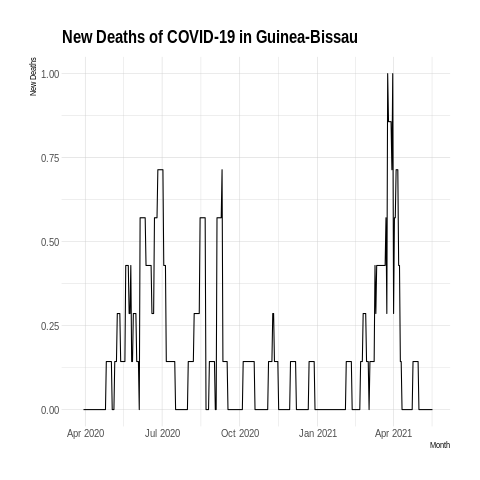 New Deaths of COVID-19 in Guinea-Bissau
New Deaths
1.00
0.75
0.50
0.25
0.00
Apr 2020 Jul 2020 Oct 2020 Jan 2021 Apr 2021
Month